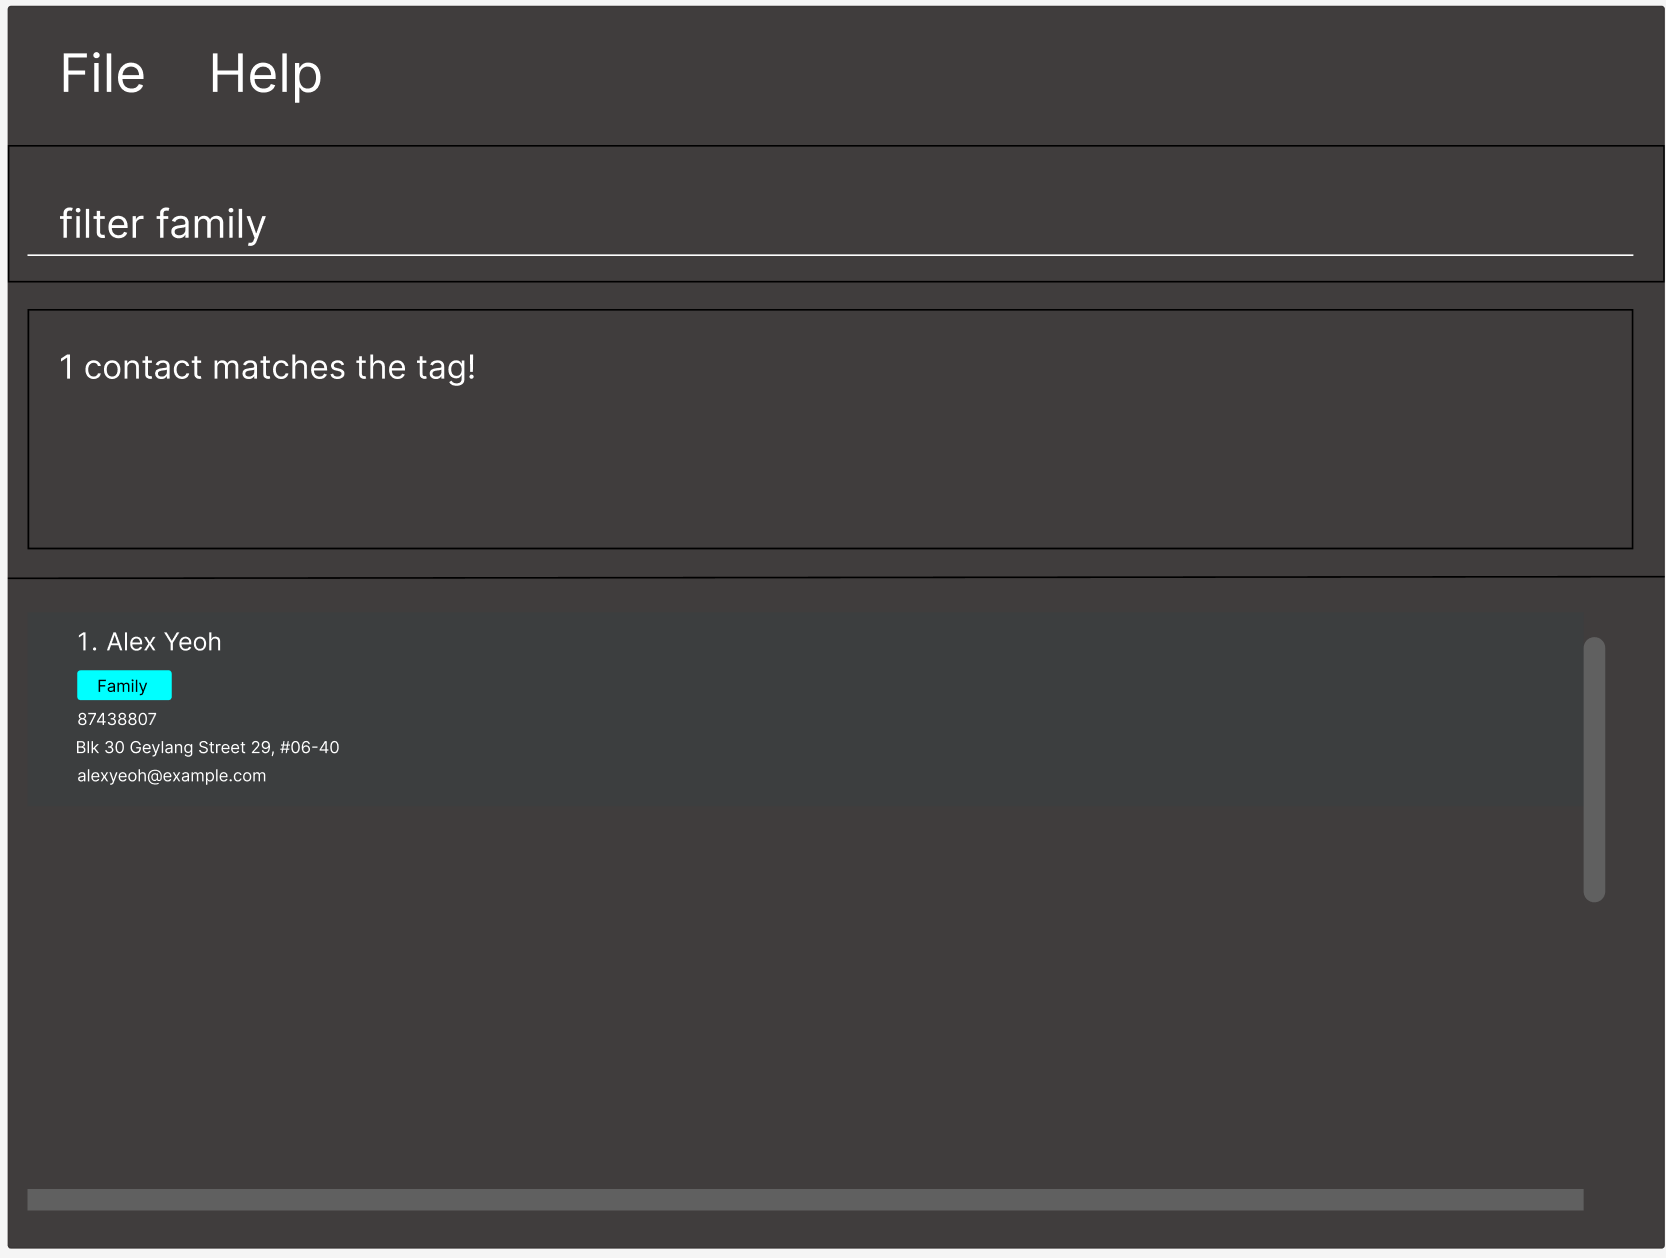 File Help
filter family
1 contact matches the tag!
1. Alex Yeoh
Family
87438807
Blk 30 Geylang Street 29, #06-40
alexyeoh@example.com